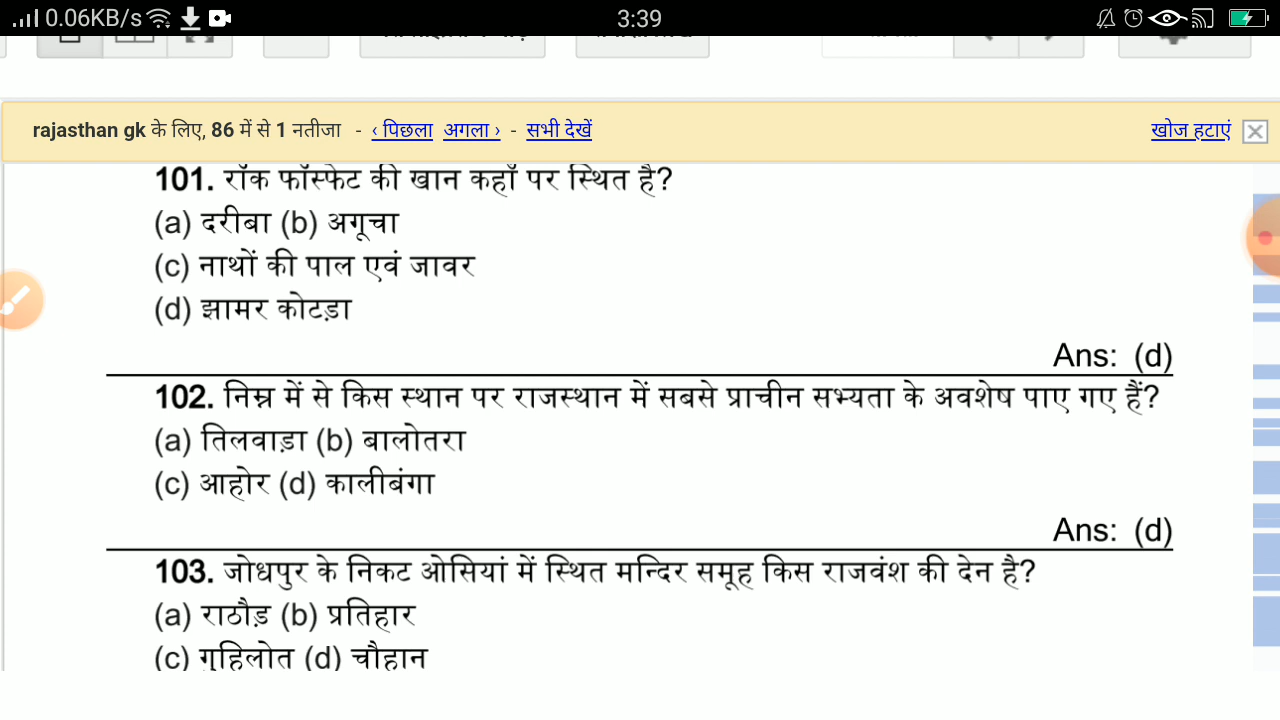 0.06KB/s 3:39
rajasthan gk के लिए, 86 में से 1 नतीजा - ‹ पिछला अगला › - सभी देखें खोज हटाएं
101. रॉक फॉस्फेट की खान कहाँ पर स्थित है?
(a) दरीबा (b) अगूचा
(c) नाथों की पाल एवं जावर
(d) झामर कोटड़ा
Ans: (d)
102. निम्न में से किस स्थान पर राजस्थान में सबसे प्राचीन सभ्यता के अवशेष पाए गए हैं?
(a) तिलवाड़ा (b) बालोतरा
(c) आहोर (d) कालीबंगा
Ans: (d)
103. जोधपुर के निकट ओसियां में स्थित मन्दिर समूह किस राजवंश की देन है?
(a) राठौड़ (b) प्रतिहार
(c) गुहिलोत (d) चौहान